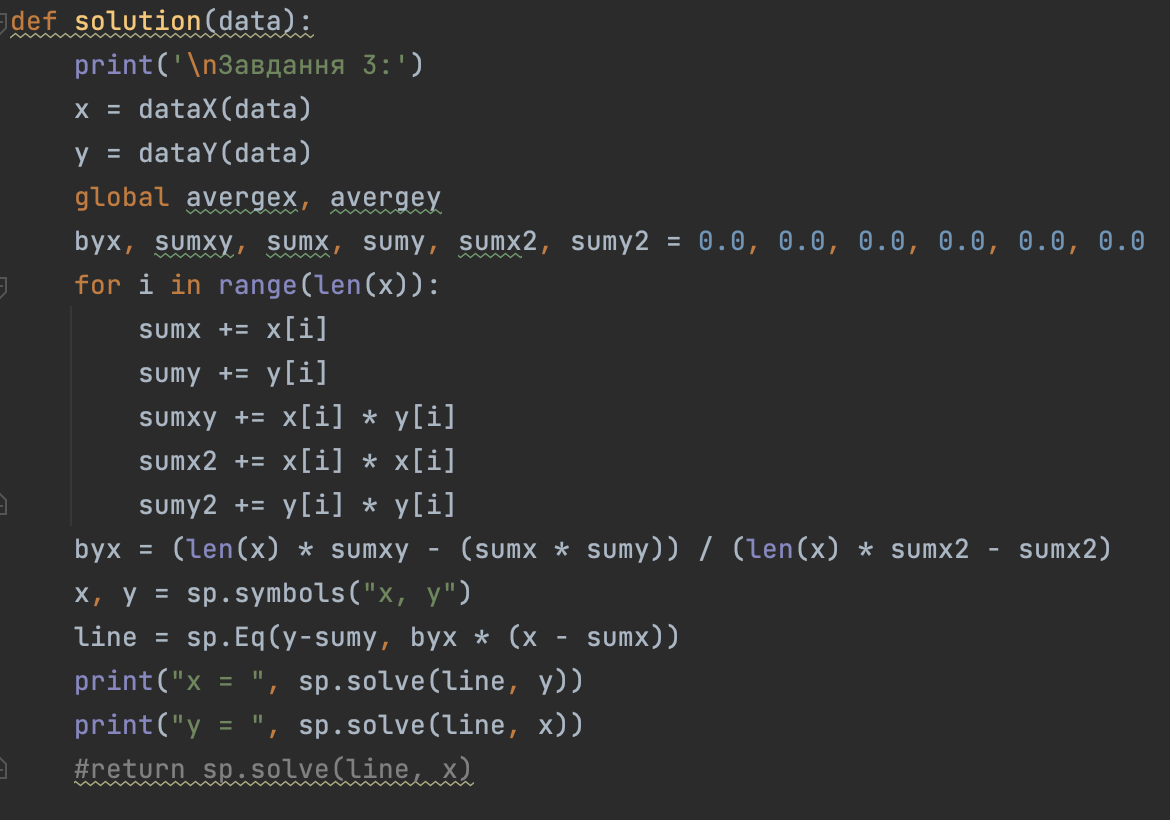 def solution(data):
    print('\nЗавдання 3:')
    x = dataX(data)
    y = dataY(data)
    global avergex, avergey
    byx, sumxy, sumx, sumy, sumx2, sumy2 = 0.0, 0.0, 0.0, 0.0, 0.0, 0.0
    for i in range(len(x)):
        sumx += x[i]
        sumy += y[i]
        sumxy += x[i] * y[i]
        sumx2 += x[i] * x[i]
        sumy2 += y[i] * y[i]
    byx = (len(x) * sumxy - (sumx * sumy)) / (len(x) * sumx2 - sumx2)
    x, y = sp.symbols("x, y")
    line = sp.Eq(y-sumy, byx * (x - sumx))
    print("x = ", sp.solve(line, y))
    print("y = ", sp.solve(line, x))
    #return sp.solve(line, x)